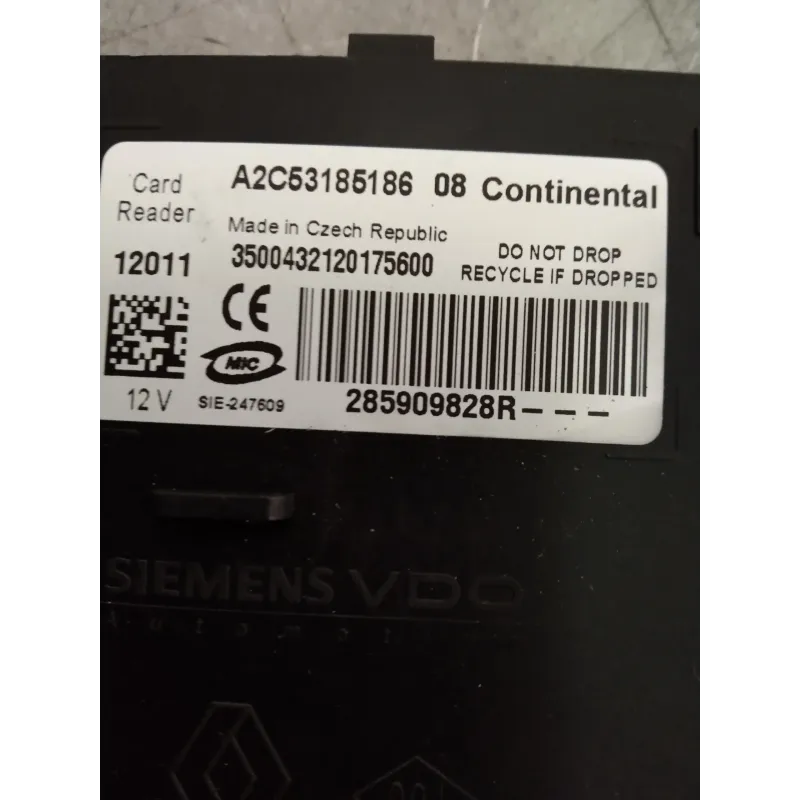 Card Reader
A2C53185186 08 Continental
Made in Czech Republic
12011
3500432120175600
DO NOT DROP
RECYCLE IF DROPPED
CE
MIC
12 V
SIE-247609
285909828R---
SIEMENS VDO